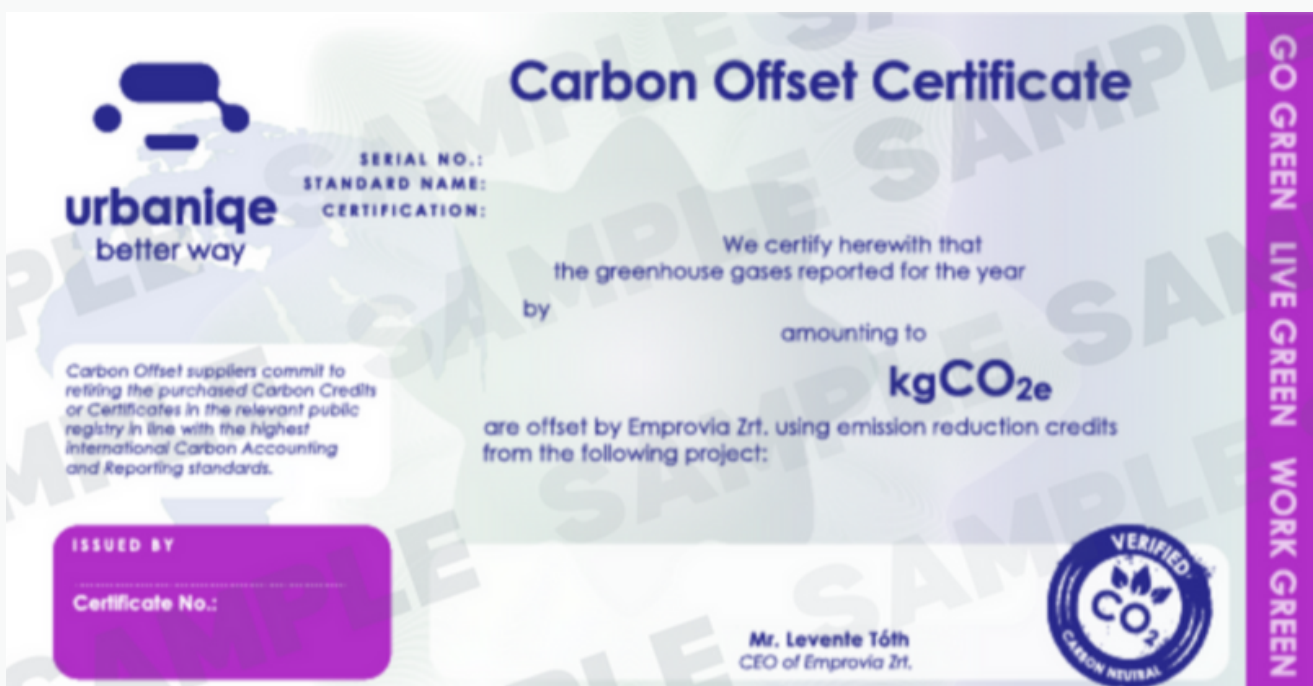 Carbon Offset Certificate
urbaniqe
better way
SERIAL NO.:
STANDARD NAME:
CERTIFICATION:
We certify herewith that
the greenhouse gases reported for the year
by
amounting to
kgCO2e
are offset by Emprovia Zrt. using emission reduction credits
from the following project:
Carbon Offset suppliers commit to
retiring the purchased Carbon Credits
or Certificates in the relevant public
registry in line with the highest
international Carbon Accounting
and Reporting standards.
ISSUED BY
Certificate No.:
Mr. Levente Tóth
CEO of Emprovia Zrt.
VERIFIED
CO2
CARBON NEUTRAL
GO GREEN LIVE GREEN WORK GREEN
SAMPLE SAMPLE SAMPLE